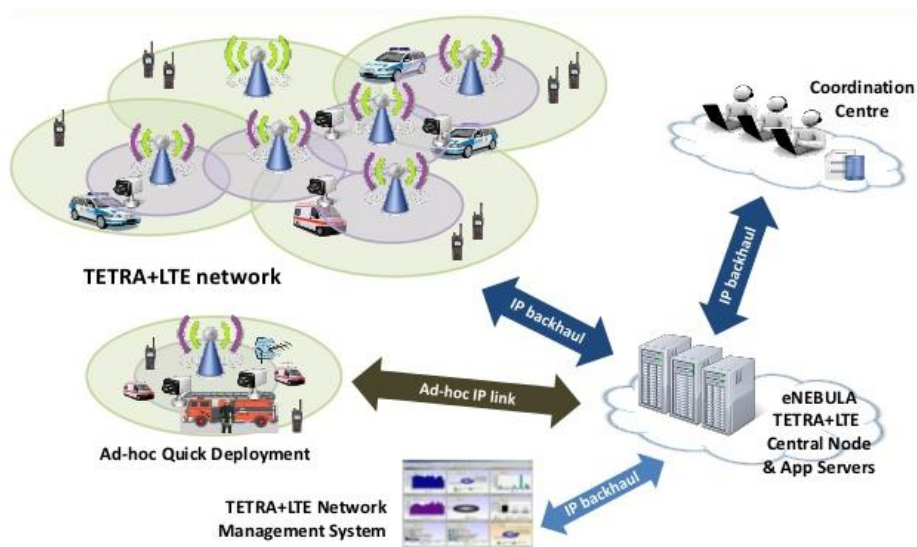 Coordination
Centre
TETRA+LTE network
IP backhaul
IP backhaul
Ad-hoc IP link
Ad-hoc Quick Deployment
eNEBULA
TETRA+LTE
Central Node
& App Servers
IP backhaul
TETRA+LTE Network
Management System